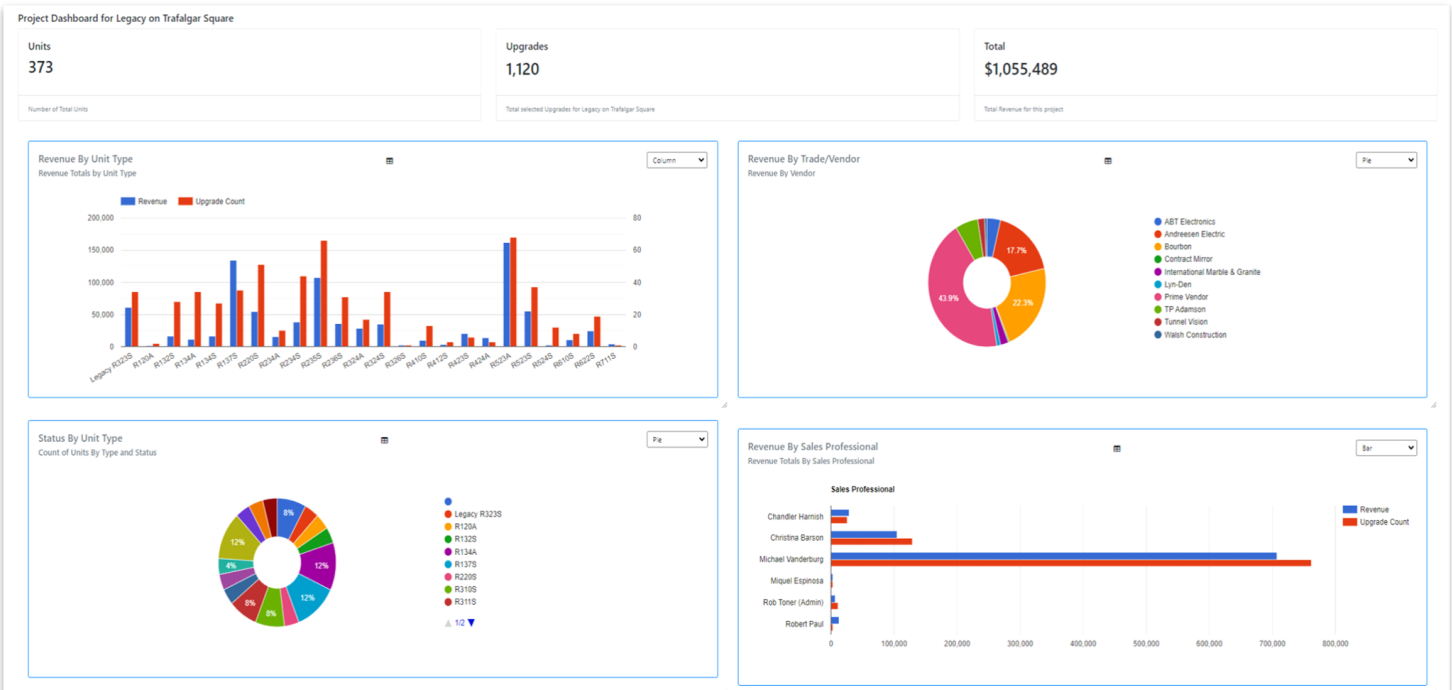 Project Dashboard for Legacy on Trafalgar Square
Units
373
Number of Total Units
Upgrades
1,120
Total selected Upgrades for Legacy on Trafalgar Square
Total
$1,055,489
Total Revenue for this project
Revenue By Unit Type
Revenue Totals by Unit Type
Column
Revenue
Upgrade Count
200,000
150,000
100,000
50,000
0
80
60
40
20
0
Legacy R323S
R120A
R132S
R134A
R134S
R137S
R220S
R234A
R234S
R235S
R236S
R324A
R324S
R326S
R410S
R412S
R423S
R424A
R523A
R523S
R524S
R610S
R622S
R711S
Revenue By Trade/Vendor
Revenue By Vendor
Pie
17.7%
22.3%
43.9%
ABT Electronics
Andreesen Electric
Bourbon
Contract Mirror
International Marble & Granite
Lyn-Den
Prime Vendor
TP Adamson
Tunnel Vision
Walsh Construction
Status By Unit Type
Count of Units By Type and Status
Pie
8%
12%
12%
8%
8%
4%
12%
Legacy R323S
R120A
R132S
R134A
R137S
R220S
R310S
R311S
1/2
Revenue By Sales Professional
Revenue Totals By Sales Professional
Bar
Sales Professional
Chandler Harnish
Christina Barson
Michael Vanderburg
Miquel Espinosa
Rob Toner (Admin)
Robert Paul
0
100,000
200,000
300,000
400,000
500,000
600,000
700,000
800,000
Revenue
Upgrade Count